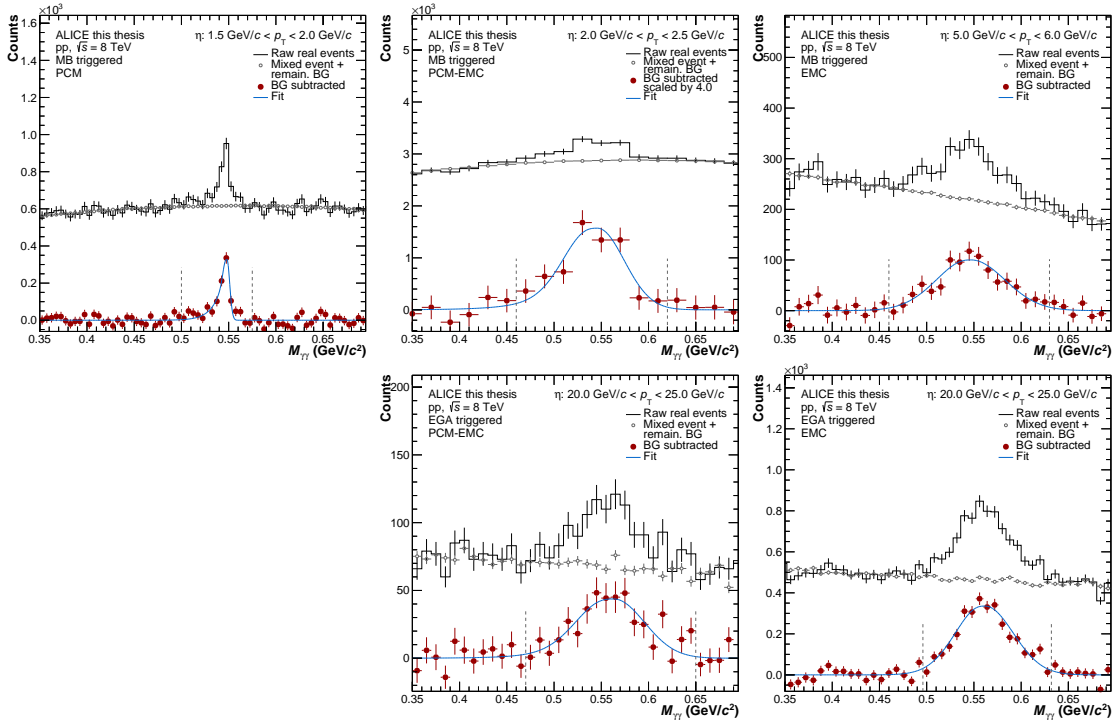 ×10³
ALICE this thesis
η: 1.5 GeV/c < pT < 2.0 GeV/c
pp, √s = 8 TeV
MB triggered
PCM
Raw real events
Mixed event +
remain. BG
BG subtracted
Fit
Counts
1.6
1.4
1.2
1.0
0.8
0.6
0.4
0.2
0.0
0.35 0.4 0.45 0.5 0.55 0.6 0.65
Mγγ (GeV/c²)
×10³
ALICE this thesis
η: 2.0 GeV/c < pT < 2.5 GeV/c
pp, √s = 8 TeV
MB triggered
PCM-EMC
Raw real events
Mixed event +
remain. BG
BG subtracted
scaled by 4.0
Fit
Counts
5
4
3
2
1
0
0.35 0.4 0.45 0.5 0.55 0.6 0.65
Mγγ (GeV/c²)
ALICE this thesis
η: 5.0 GeV/c < pT < 6.0 GeV/c
pp, √s = 8 TeV
MB triggered
EMC
Raw real events
Mixed event +
remain. BG
BG subtracted
Fit
Counts
500
400
300
200
100
0
0.35 0.4 0.45 0.5 0.55 0.6 0.65
Mγγ (GeV/c²)
ALICE this thesis
η: 20.0 GeV/c < pT < 25.0 GeV/c
pp, √s = 8 TeV
EGA triggered
PCM-EMC
Raw real events
Mixed event +
remain. BG
BG subtracted
Fit
Counts
200
150
100
50
0
0.35 0.4 0.45 0.5 0.55 0.6 0.65
Mγγ (GeV/c²)
×10³
ALICE this thesis
η: 20.0 GeV/c < pT < 25.0 GeV/c
pp, √s = 8 TeV
EGA triggered
EMC
Raw real events
Mixed event +
remain. BG
BG subtracted
Fit
Counts
1.4
1.2
1.0
0.8
0.6
0.4
0.2
0.0
0.35 0.4 0.45 0.5 0.55 0.6 0.65
Mγγ (GeV/c²)